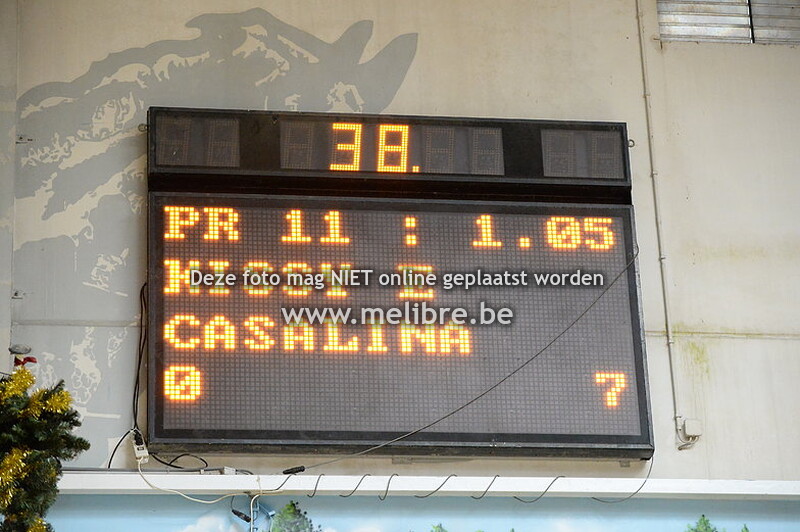 38.
PR 11 : 1.05
Deze foto mag NIET online geplaatst worden
www.melibre.be
CASALINA
0 7